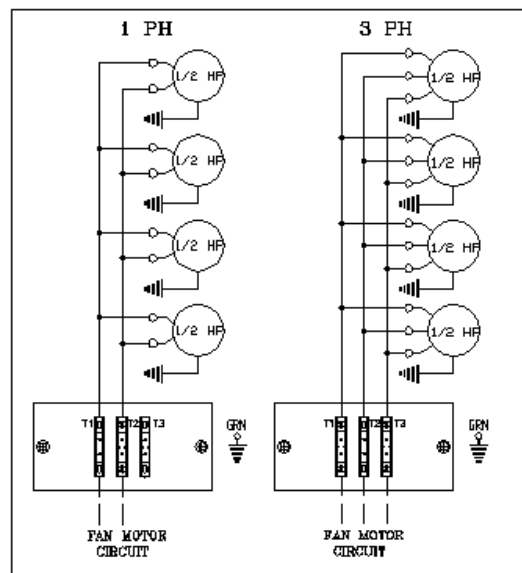 1 PH
1/2 HP
1/2 HP
1/2 HP
1/2 HP
T1 T2 T3
GRN
FAN MOTOR
CIRCUIT
3 PH
1/2 HP
1/2 HP
1/2 HP
1/2 HP
T1 T2 T3
GRN
FAN MOTOR
CIRCUIT